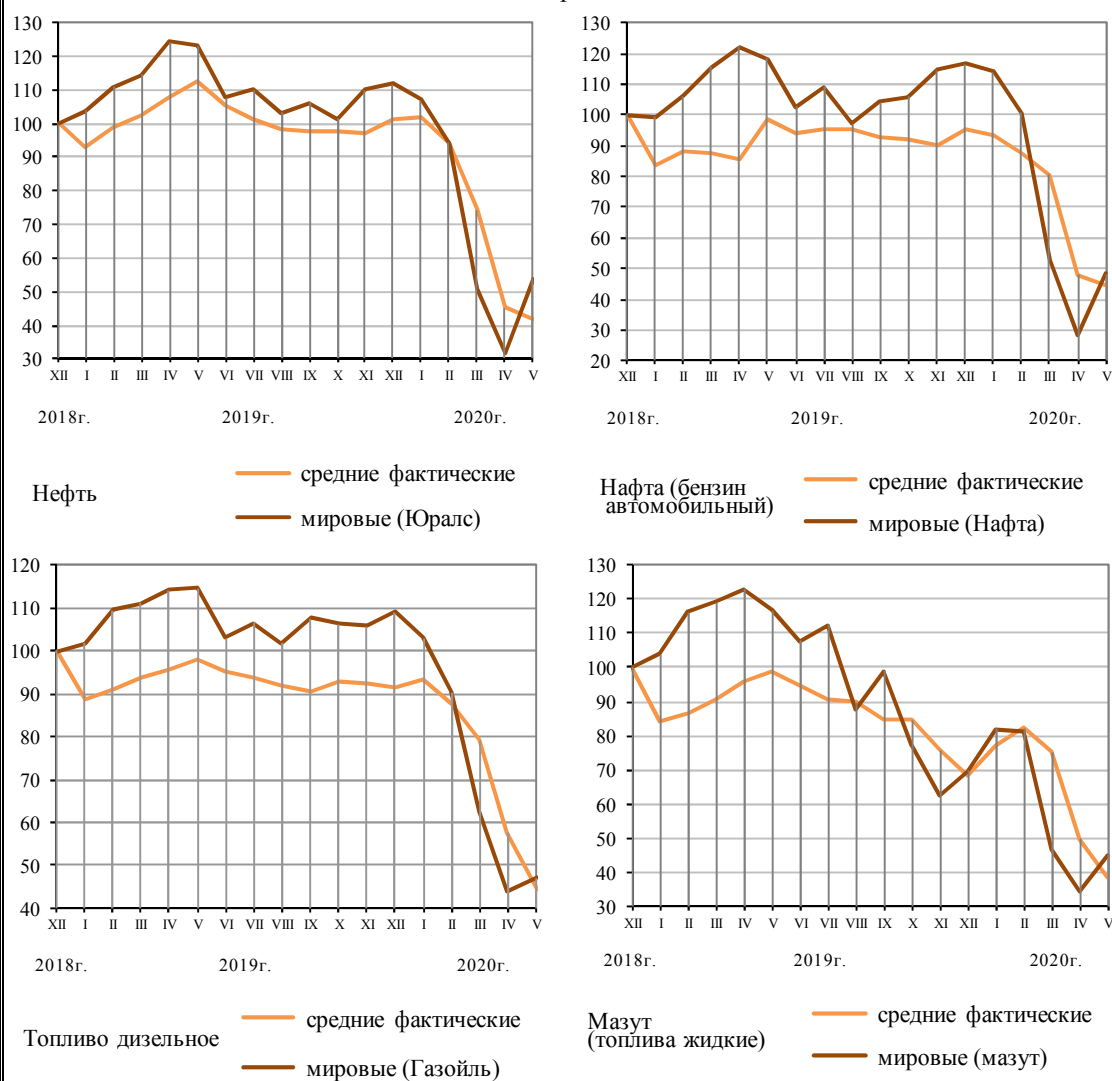 130
120
110
100
90
80
70
60
50
40
30
XII I II III IV V VI VII VIII IX X XI XII I II III IV V
2018г. 2019г. 2020г.
Нефть
средние фактические
мировые (Юралс)
130
120
110
100
90
80
70
60
50
40
30
20
XII I II III IV V VI VII VIII IX X XI XII I II III IV V
2018г. 2019г. 2020г.
Нафта (бензин
автомобильный)
средние фактические
мировые (Нафта)
120
110
100
90
80
70
60
50
40
XII I II III IV V VI VII VIII IX X XI XII I II III IV V
2018г. 2019г. 2020г.
Топливо дизельное
средние фактические
мировые (Газойль)
130
120
110
100
90
80
70
60
50
40
30
XII I II III IV V VI VII VIII IX X XI XII I II III IV V
2018г. 2019г. 2020г.
Мазут
(топлива жидкие)
средние фактические
мировые (мазут)